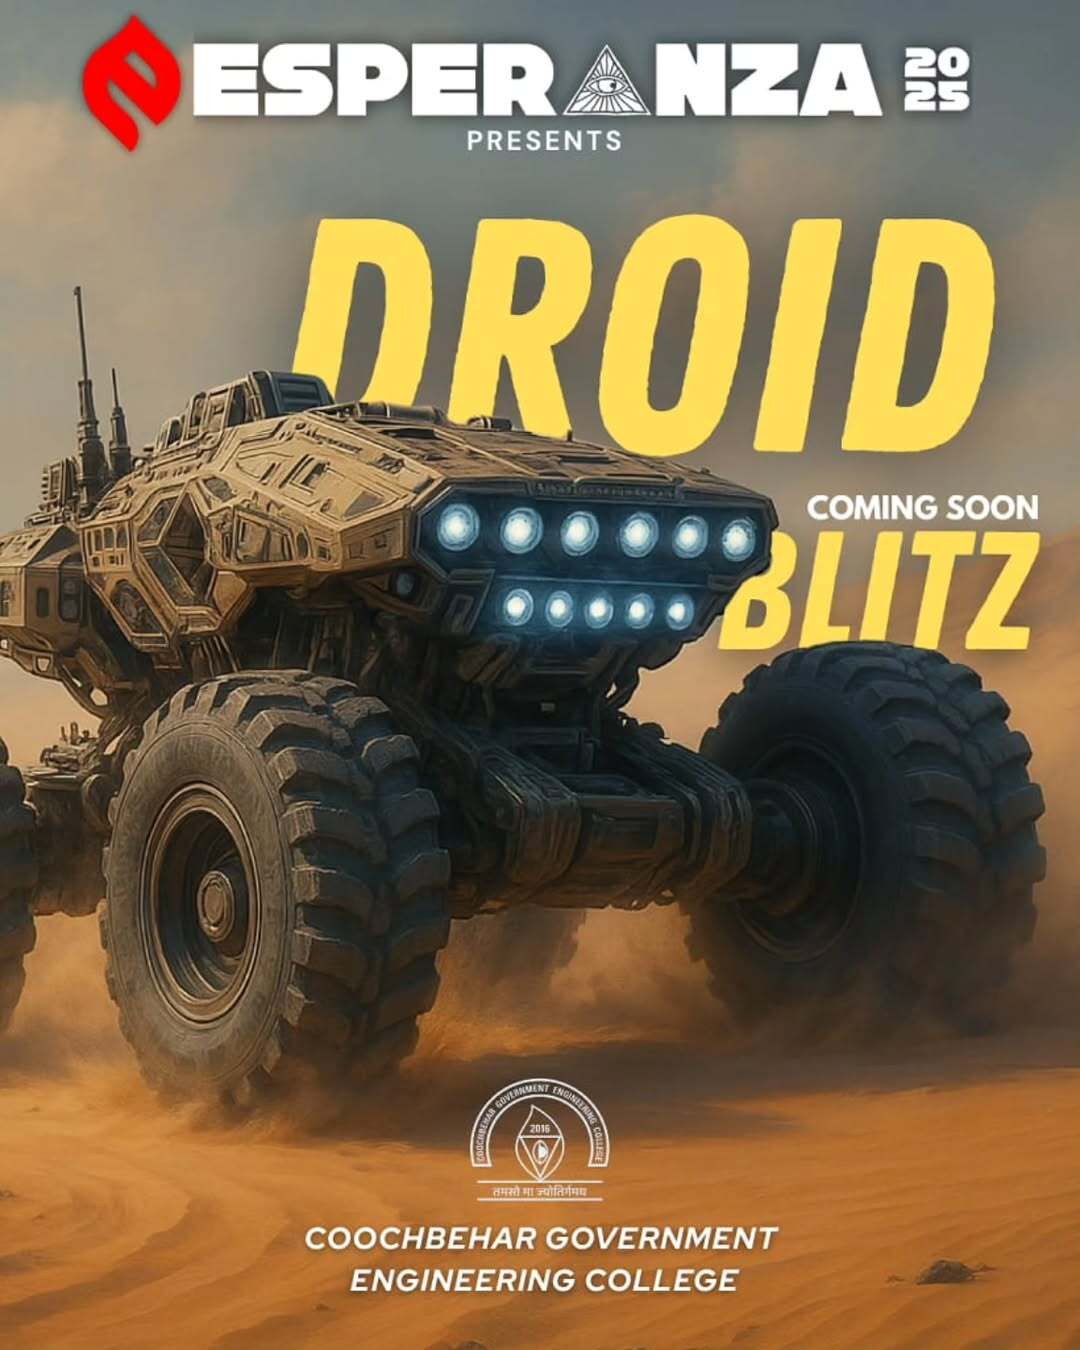 ESPERANZA 2025
PRESENTS
DROID
COMING SOON
BLITZ
COOCHBEHAR GOVERNMENT ENGINEERING COLLEGE
2016
तमसो मा ज्योतिर्गमय
COOCHBEHAR GOVERNMENT
ENGINEERING COLLEGE